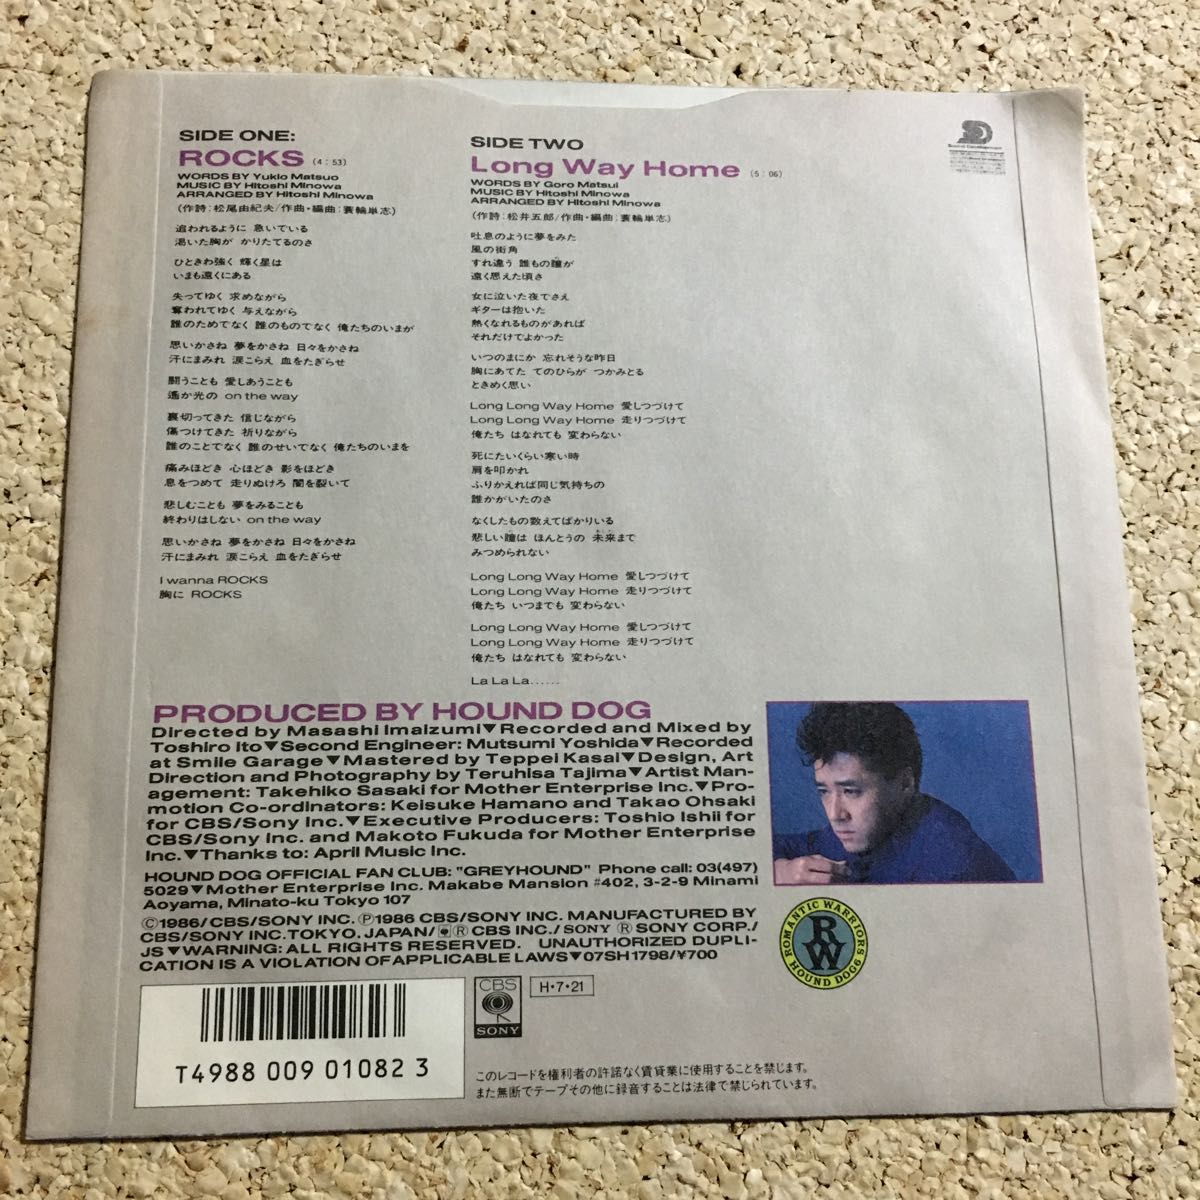 SIDE ONE:
ROCKS (4:53)
WORDS BY Yukio Matsuo
MUSIC BY Hitoshi Minowa
ARRANGED BY Hitoshi Minowa
(作詩:松尾由紀夫/作曲・編曲:蓑輪単志)
追われるように 急いでいる
渇いた胸が かりたてるのさ
ひときわ強く 輝く星は
いまも遠くにある
失ってゆく 求めながら
奪われてゆく 与えながら
誰のためでなく 誰のものでなく 俺たちのいまが
思いかさね 夢をかさね 日々をかさね
汗にまみれ 涙こらえ 血をたぎらせ
闘うことも 愛しあうことも
遙か光の on the way
裏切ってきた 信じながら
傷つけてきた 祈りながら
誰のことでなく 誰のせいでなく 俺たちのいまを
痛みほどき 心ほどき 影をほどき
息をつめて 走りぬけろ 闇を裂いて
悲しむことも 夢をみることも
終わりはしない on the way
思いかさね 夢をかさね 日々をかさね
汗にまみれ 涙こらえ 血をたぎらせ
I wanna ROCKS
胸に ROCKS
SIDE TWO
Long Way Home (5:06)
WORDS BY Goro Matsui
MUSIC BY Hitoshi Minowa
ARRANGED BY Hitoshi Minowa
(作詩:松井五郎/作曲・編曲:蓑輪単志)
吐息のように夢をみた
風の街角
すれ違う 誰もの瞳が
遠く思えた頃さ
女に泣いた夜でさえ
ギターは抱いた
熱くなれるものがあれば
それだけでよかった
いつのまにか 忘れそうな昨日
胸にあてた てのひらが つかみとる
ときめく思い
Long Long Way Home 愛しつづけて
Long Long Way Home 走りつづけて
俺たち はなれても 変わらない
死にたいくらい寒い時
肩を叩かれ
ふりかえれば同じ気持ちの
誰かがいたのさ
なくしたもの数えてばかりいる
悲しい瞳は ほんとうの 未来まで
みつめられない
Long Long Way Home 愛しつづけて
Long Long Way Home 走りつづけて
俺たち いつまでも 変わらない
Long Long Way Home 愛しつづけて
Long Long Way Home 走りつづけて
俺たち はなれても 変わらない
La La La......
PRODUCED BY HOUND DOG
Directed by Masashi Imaizumi▼Recorded and Mixed by
Toshiro Ito▼Second Engineer: Mutsumi Yoshida▼Recorded
at Smile Garage▼Mastered by Teppei Kasai▼Design, Art
Direction and Photography by Teruhisa Tajima▼Artist Man-
agement: Takehiko Sasaki for Mother Enterprise Inc.▼Pro-
motion Co-ordinators: Keisuke Hamano and Takao Ohsaki
for CBS/Sony Inc.▼Executive Producers: Toshio Ishii for
CBS/Sony Inc. and Makoto Fukuda for Mother Enterprise
Inc.▼Thanks to: April Music Inc.
HOUND DOG OFFICIAL FAN CLUB: "GREYHOUND" Phone call: 03(497)
5029▼Mother Enterprise Inc. Makabe Mansion #402, 3-2-9 Minami
Aoyama, Minato-ku Tokyo 107
©1986/CBS/SONY INC. Ⓟ1986 CBS/SONY INC. MANUFACTURED BY
CBS/SONY INC. TOKYO. JAPAN/ ® CBS INC./ SONY ® SONY CORP./
JS▼WARNING: ALL RIGHTS RESERVED. UNAUTHORIZED DUPLI-
CATION IS A VIOLATION OF APPLICABLE LAWS▼07SH1798/¥700
ROMANTIC WARRIORS
RW
HOUND DOG6
T4988 009 01082 3
CBS
SONY
H・7・21
このレコードを権利者の許諾なく賃貸業に使用することを禁じます。
また無断でテープその他に録音することは法律で禁じられています。